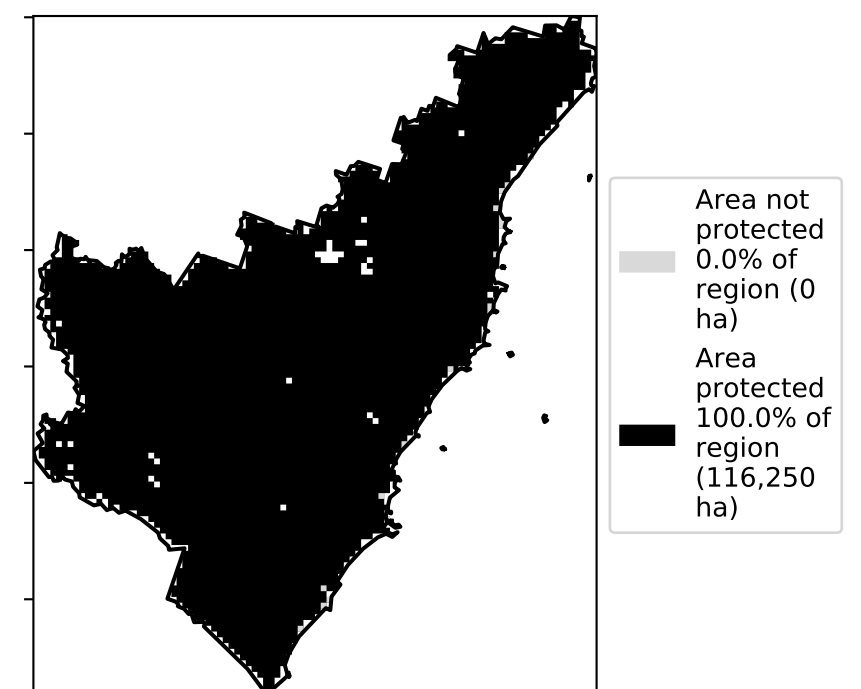 Area not
protected
0.0% of
region (0
ha)
Area
protected
100.0% of
region
(116,250
ha)